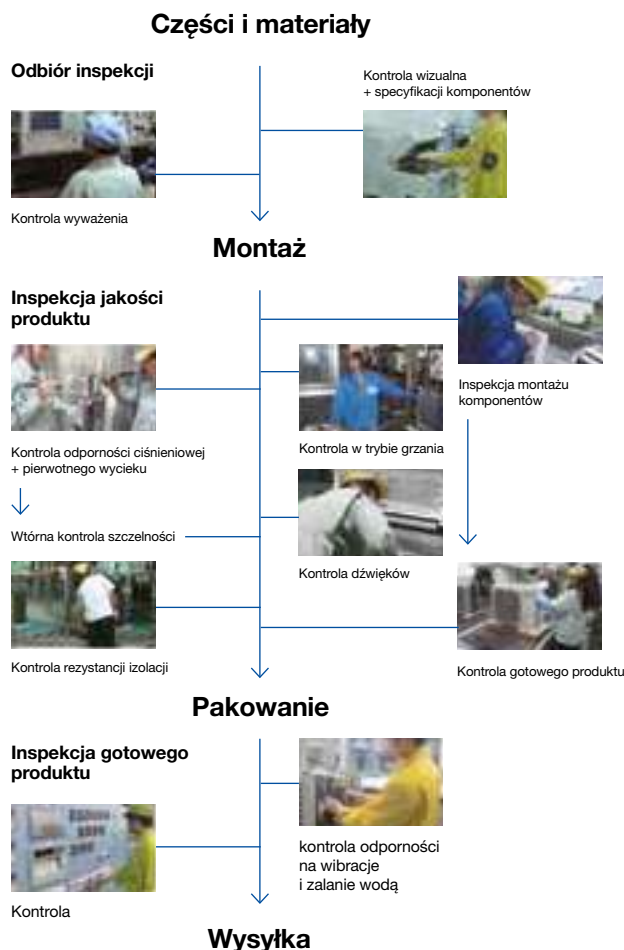 Części i materiały
Odbiór inspekcji
Kontrola wizualna
+ specyfikacji komponentów
Kontrola wyważenia
Montaż
Inspekcja jakości
produktu
Inspekcja montażu
komponentów
Kontrola odporności ciśnieniowej
+ pierwotnego wycieku
Kontrola w trybie grzania
Wtórna kontrola szczelności
Kontrola dźwięków
Kontrola rezystancji izolacji
Kontrola gotowego produktu
Pakowanie
Inspekcja gotowego
produktu
kontrola odporności
na wibracje
i zalanie wodą
Kontrola
Wysyłka